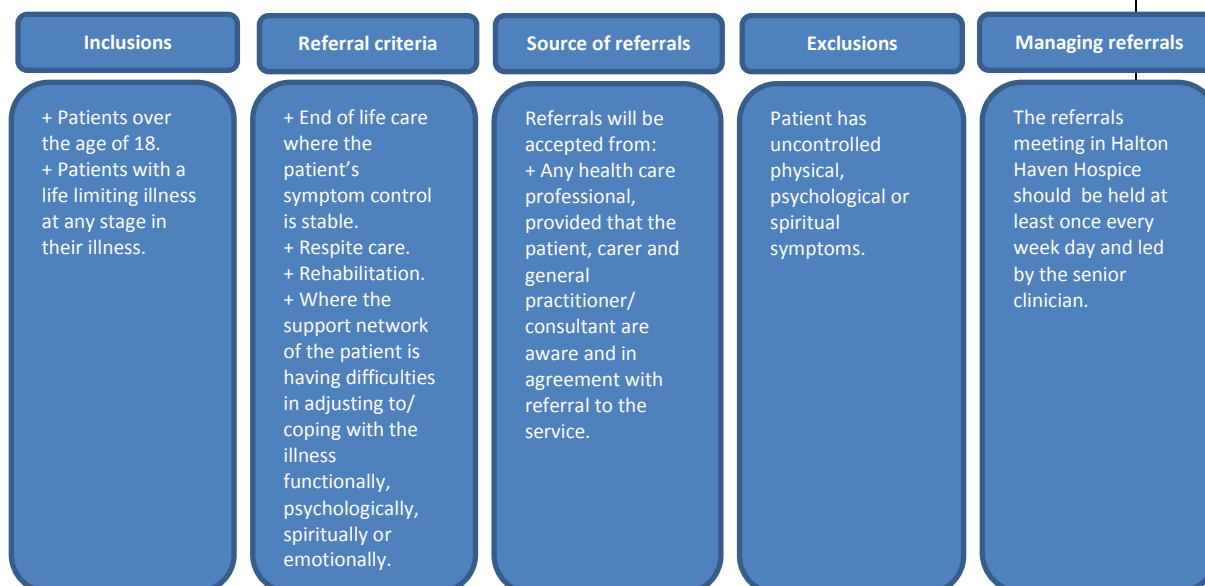 Inclusions
+ Patients over
the age of 18.
+ Patients with a
life limiting illness
at any stage in
their illness.
Referral criteria
+ End of life care
where the
patient’s
symptom control
is stable.
+ Respite care.
+ Rehabilitation.
+ Where the
support network
of the patient is
having difficulties
in adjusting to/
coping with the
illness
functionally,
psychologically,
spiritually or
emotionally.
Source of referrals
Referrals will be
accepted from:
+ Any health care
professional,
provided that the
patient, carer and
general
practitioner/
consultant are
aware and in
agreement with
referral to the
service.
Exclusions
Patient has
uncontrolled
physical,
psychological or
spiritual
symptoms.
Managing referrals
The referrals
meeting in Halton
Haven Hospice
should  be held at
least once every
week day and led
by the senior
clinician.